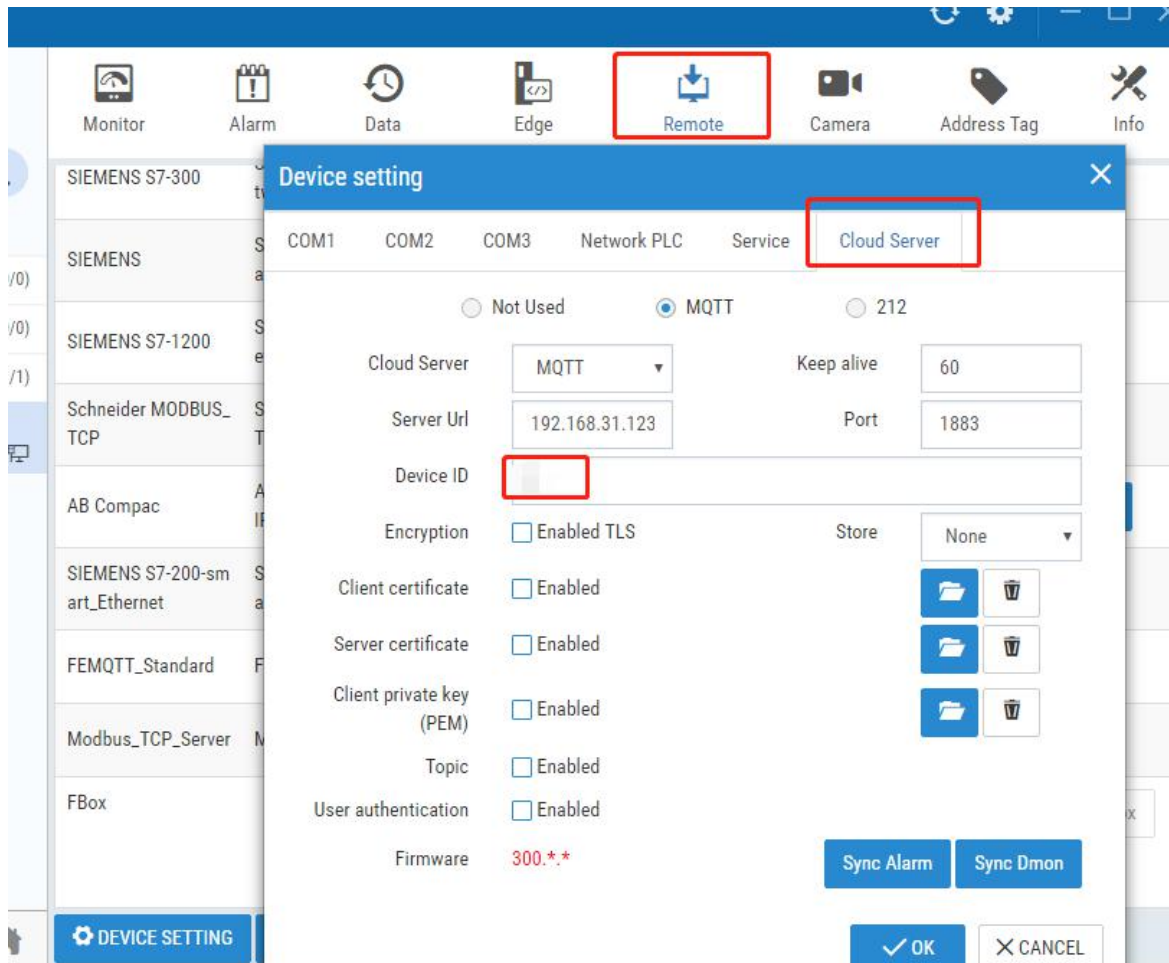 Monitor
Alarm
Data
Edge
Remote
Camera
Address Tag
Info
SIEMENS S7-300
Device setting
COM1
COM2
COM3
Network PLC
Service
Cloud Server
SIEMENS
/0)
Not Used
MQTT
212
/0)
SIEMENS S7-1200
Cloud Server
MQTT
Keep alive
60
/1)
Schneider MODBUS_
TCP
Server Url
192.168.31.123
Port
1883
Device ID
AB Compac
Encryption
Enabled TLS
Store
None
SIEMENS S7-200-sm
art_Ethernet
Client certificate
Enabled
Server certificate
Enabled
FEMQTT_Standard
Client private key
(PEM)
Enabled
Modbus_TCP_Server
Topic
Enabled
FBox
User authentication
Enabled
Firmware
300.*.*
Sync Alarm
Sync Dmon
DEVICE SETTING
OK
CANCEL